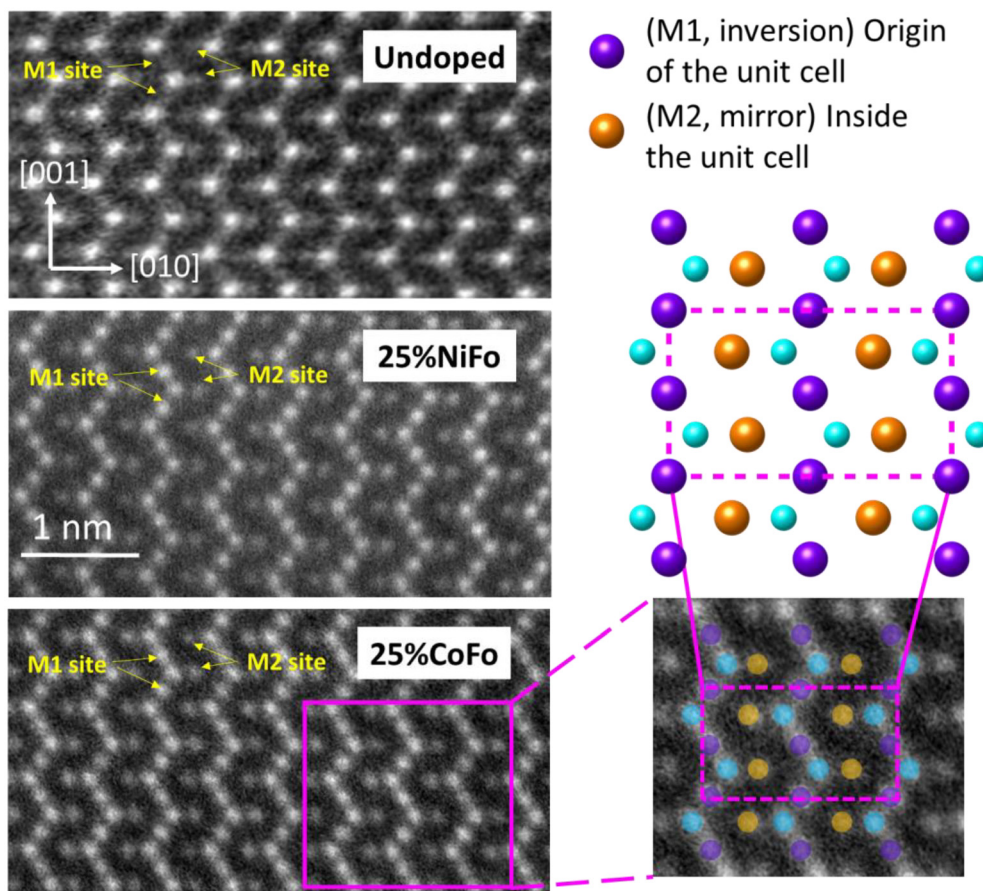 Undoped
M1 site
M2 site
[001]
[010]
25%NiFo
M1 site
M2 site
1 nm
25%CoFo
M1 site
M2 site
(M1, inversion) Origin
of the unit cell
(M2, mirror) Inside
the unit cell